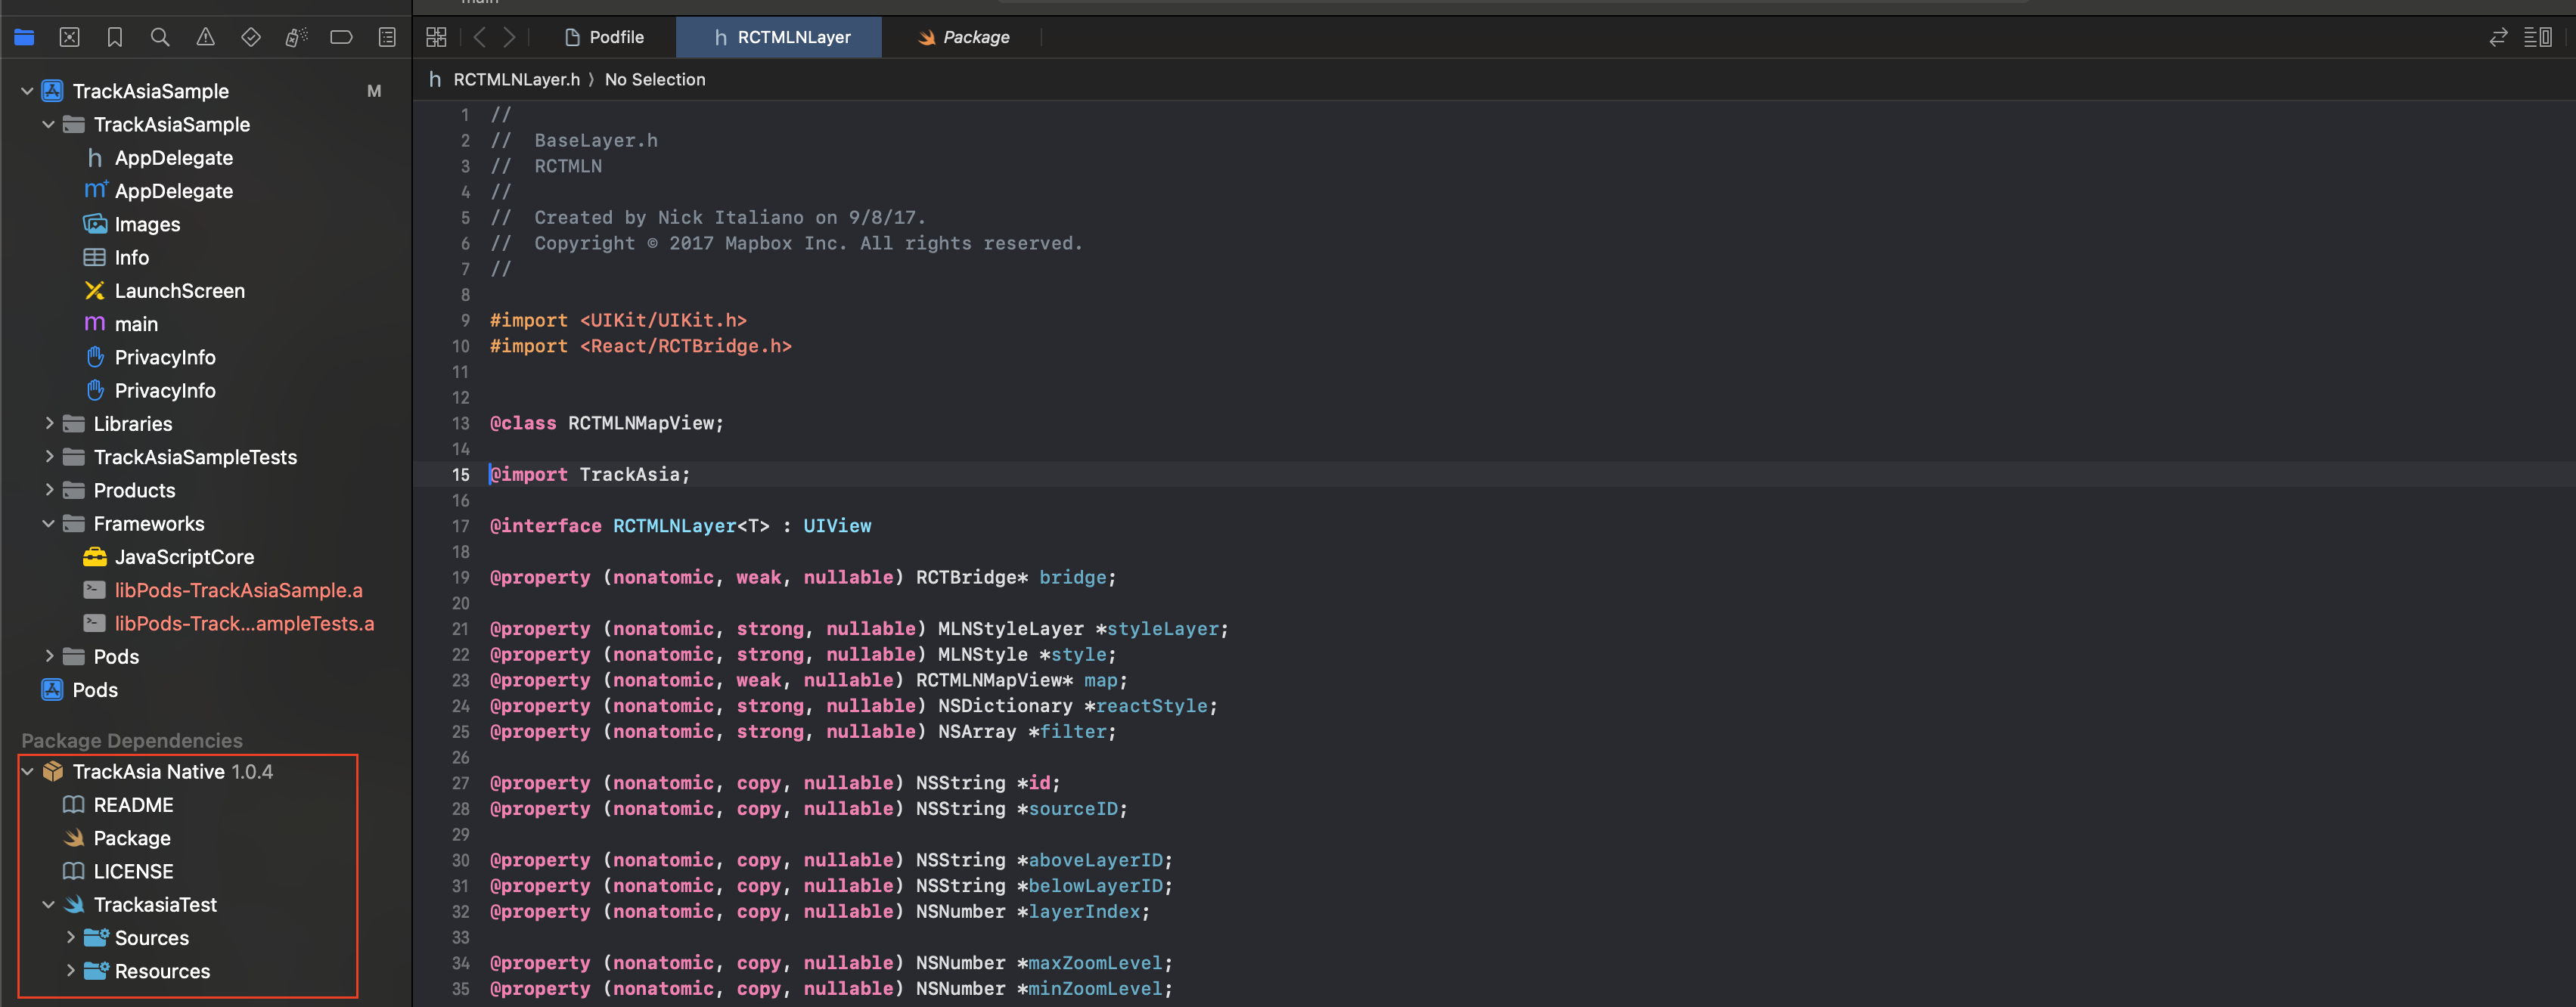 Podfile
h RCTMLNLayer
Package
h RCTMLNLayer.h 〉 No Selection
TrackAsiaSample M
TrackAsiaSample
h AppDelegate
m+ AppDelegate
Images
Info
LaunchScreen
m main
PrivacyInfo
PrivacyInfo
Libraries
TrackAsiaSampleTests
Products
Frameworks
JavaScriptCore
libPods-TrackAsiaSample.a
libPods-Track...ampleTests.a
Pods
Pods
Package Dependencies
TrackAsia Native 1.0.4
README
Package
LICENSE
TrackasiaTest
Sources
Resources
1 //
2 //  BaseLayer.h
3 //  RCTMLN
4 //
5 //  Created by Nick Italiano on 9/8/17.
6 //  Copyright © 2017 Mapbox Inc. All rights reserved.
7 //
8
9 #import <UIKit/UIKit.h>
10 #import <React/RCTBridge.h>
11
12
13 @class RCTMLNMapView;
14
15 @import TrackAsia;
16
17 @interface RCTMLNLayer<T> : UIView
18
19 @property (nonatomic, weak, nullable) RCTBridge* bridge;
20
21 @property (nonatomic, strong, nullable) MLNStyleLayer *styleLayer;
22 @property (nonatomic, strong, nullable) MLNStyle *style;
23 @property (nonatomic, weak, nullable) RCTMLNMapView* map;
24 @property (nonatomic, strong, nullable) NSDictionary *reactStyle;
25 @property (nonatomic, strong, nullable) NSArray *filter;
26
27 @property (nonatomic, copy, nullable) NSString *id;
28 @property (nonatomic, copy, nullable) NSString *sourceID;
29
30 @property (nonatomic, copy, nullable) NSString *aboveLayerID;
31 @property (nonatomic, copy, nullable) NSString *belowLayerID;
32 @property (nonatomic, copy, nullable) NSNumber *layerIndex;
33
34 @property (nonatomic, copy, nullable) NSNumber *maxZoomLevel;
35 @property (nonatomic, copy, nullable) NSNumber *minZoomLevel;